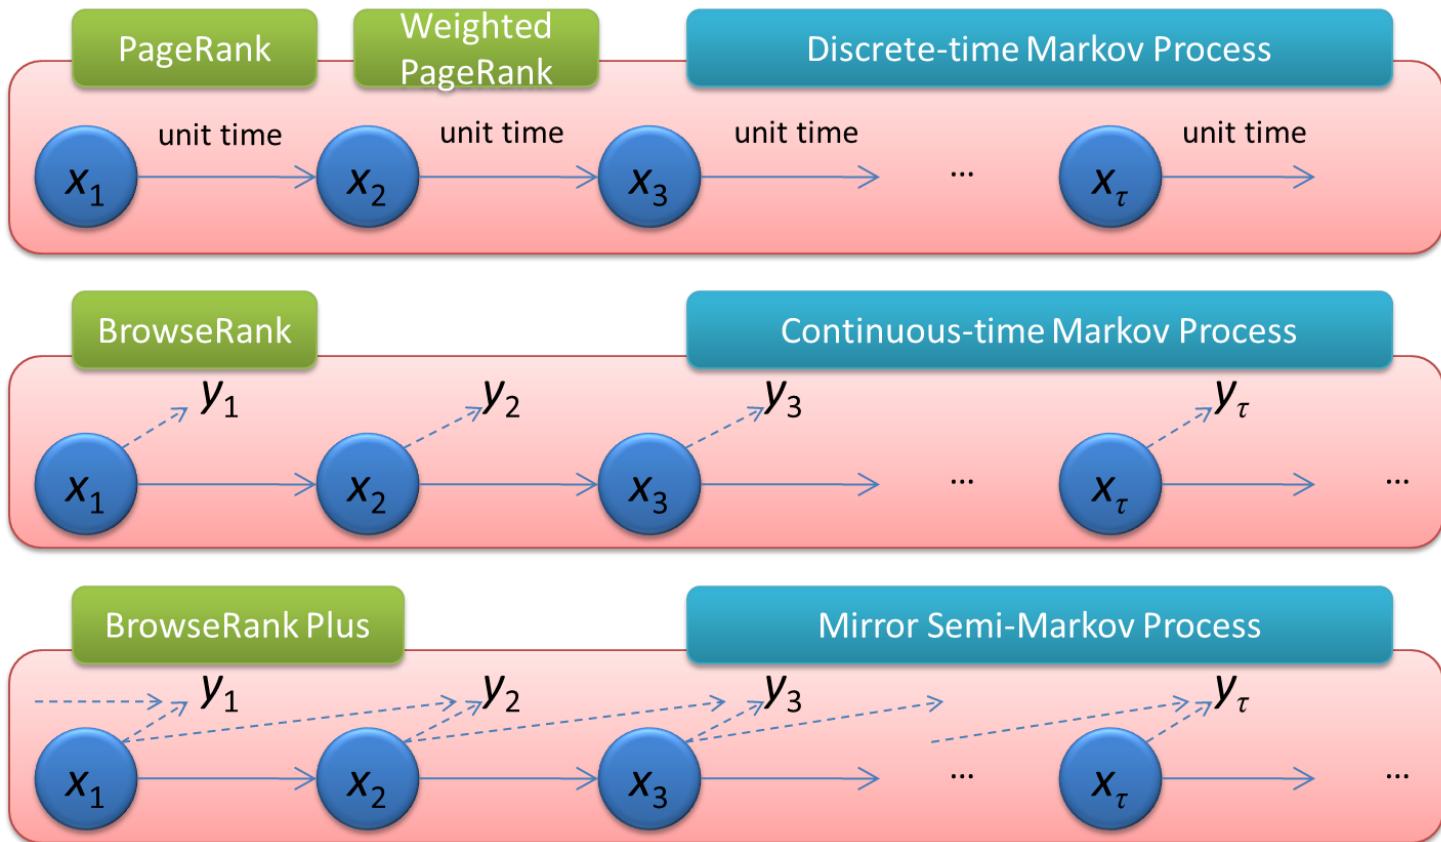 PageRank
Weighted
PageRank
Discrete-time Markov Process
unit time
unit time
unit time
unit time
x1
x2
x3
...
xτ
BrowseRank
Continuous-time Markov Process
y1
y2
y3
yτ
x1
x2
x3
...
xτ
...
BrowseRank Plus
Mirror Semi-Markov Process
y1
y2
y3
yτ
x1
x2
x3
...
xτ
...